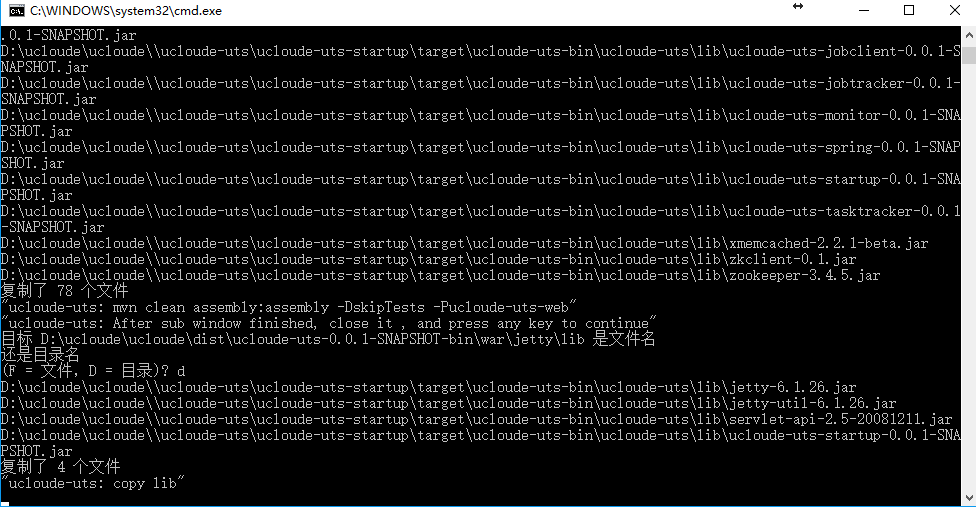 C:\WINDOWS\system32\cmd.exe
.0.1-SNAPSHOT.jar
D:\ucloude\ucloude\\ucloude-uts\ucloude-uts-startup\target\ucloude-uts-bin\ucloude-uts\lib\ucloude-uts-jobclient-0.0.1-S
NAPSHOT.jar
D:\ucloude\ucloude\\ucloude-uts\ucloude-uts-startup\target\ucloude-uts-bin\ucloude-uts\lib\ucloude-uts-jobtracker-0.0.1-
SNAPSHOT.jar
D:\ucloude\ucloude\\ucloude-uts\ucloude-uts-startup\target\ucloude-uts-bin\ucloude-uts\lib\ucloude-uts-monitor-0.0.1-SNA
PSHOT.jar
D:\ucloude\ucloude\\ucloude-uts\ucloude-uts-startup\target\ucloude-uts-bin\ucloude-uts\lib\ucloude-uts-spring-0.0.1-SNAP
SHOT.jar
D:\ucloude\ucloude\\ucloude-uts\ucloude-uts-startup\target\ucloude-uts-bin\ucloude-uts\lib\ucloude-uts-startup-0.0.1-SNA
PSHOT.jar
D:\ucloude\ucloude\\ucloude-uts\ucloude-uts-startup\target\ucloude-uts-bin\ucloude-uts\lib\ucloude-uts-tasktracker-0.0.1
-SNAPSHOT.jar
D:\ucloude\ucloude\\ucloude-uts\ucloude-uts-startup\target\ucloude-uts-bin\ucloude-uts\lib\xmemcached-2.2.1-beta.jar
D:\ucloude\ucloude\\ucloude-uts\ucloude-uts-startup\target\ucloude-uts-bin\ucloude-uts\lib\zkclient-0.1.jar
D:\ucloude\ucloude\\ucloude-uts\ucloude-uts-startup\target\ucloude-uts-bin\ucloude-uts\lib\zookeeper-3.4.5.jar
复制了 78 个文件
"ucloude-uts: mvn clean assembly:assembly -DskipTests -Pucloude-uts-web"
"ucloude-uts: After sub window finished, close it , and press any key to continue"
目标 D:\ucloude\ucloude\dist\ucloude-uts-0.0.1-SNAPSHOT-bin\war\jetty\lib 是文件名
还是目录名
(F = 文件，D = 目录)? d
D:\ucloude\ucloude\\ucloude-uts\ucloude-uts-startup\target\ucloude-uts-bin\ucloude-uts\lib\jetty-6.1.26.jar
D:\ucloude\ucloude\\ucloude-uts\ucloude-uts-startup\target\ucloude-uts-bin\ucloude-uts\lib\jetty-util-6.1.26.jar
D:\ucloude\ucloude\\ucloude-uts\ucloude-uts-startup\target\ucloude-uts-bin\ucloude-uts\lib\servlet-api-2.5-20081211.jar
D:\ucloude\ucloude\\ucloude-uts\ucloude-uts-startup\target\ucloude-uts-bin\ucloude-uts\lib\ucloude-uts-startup-0.0.1-SNA
PSHOT.jar
复制了 4 个文件
"ucloude-uts: copy lib"